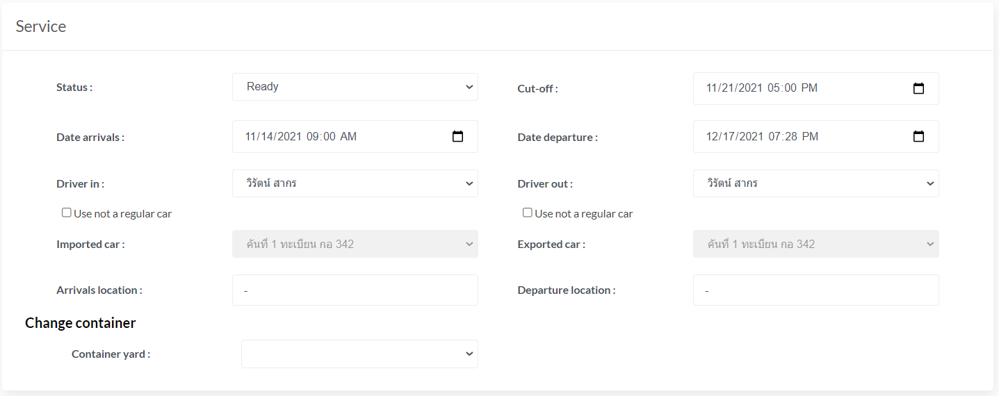 Service
Status : Ready Cut-off : 11/21/2021 05:00 PM
Date arrivals : 11/14/2021 09:00 AM Date departure : 12/17/2021 07:28 PM
Driver in : วิรัตน์ สากร Driver out : วิรัตน์ สากร
Use not a regular car Use not a regular car
Imported car : คันที่ 1 ทะเบียน กอ 342 Exported car : คันที่ 1 ทะเบียน กอ 342
Arrivals location : - Departure location : -
Change container
Container yard :